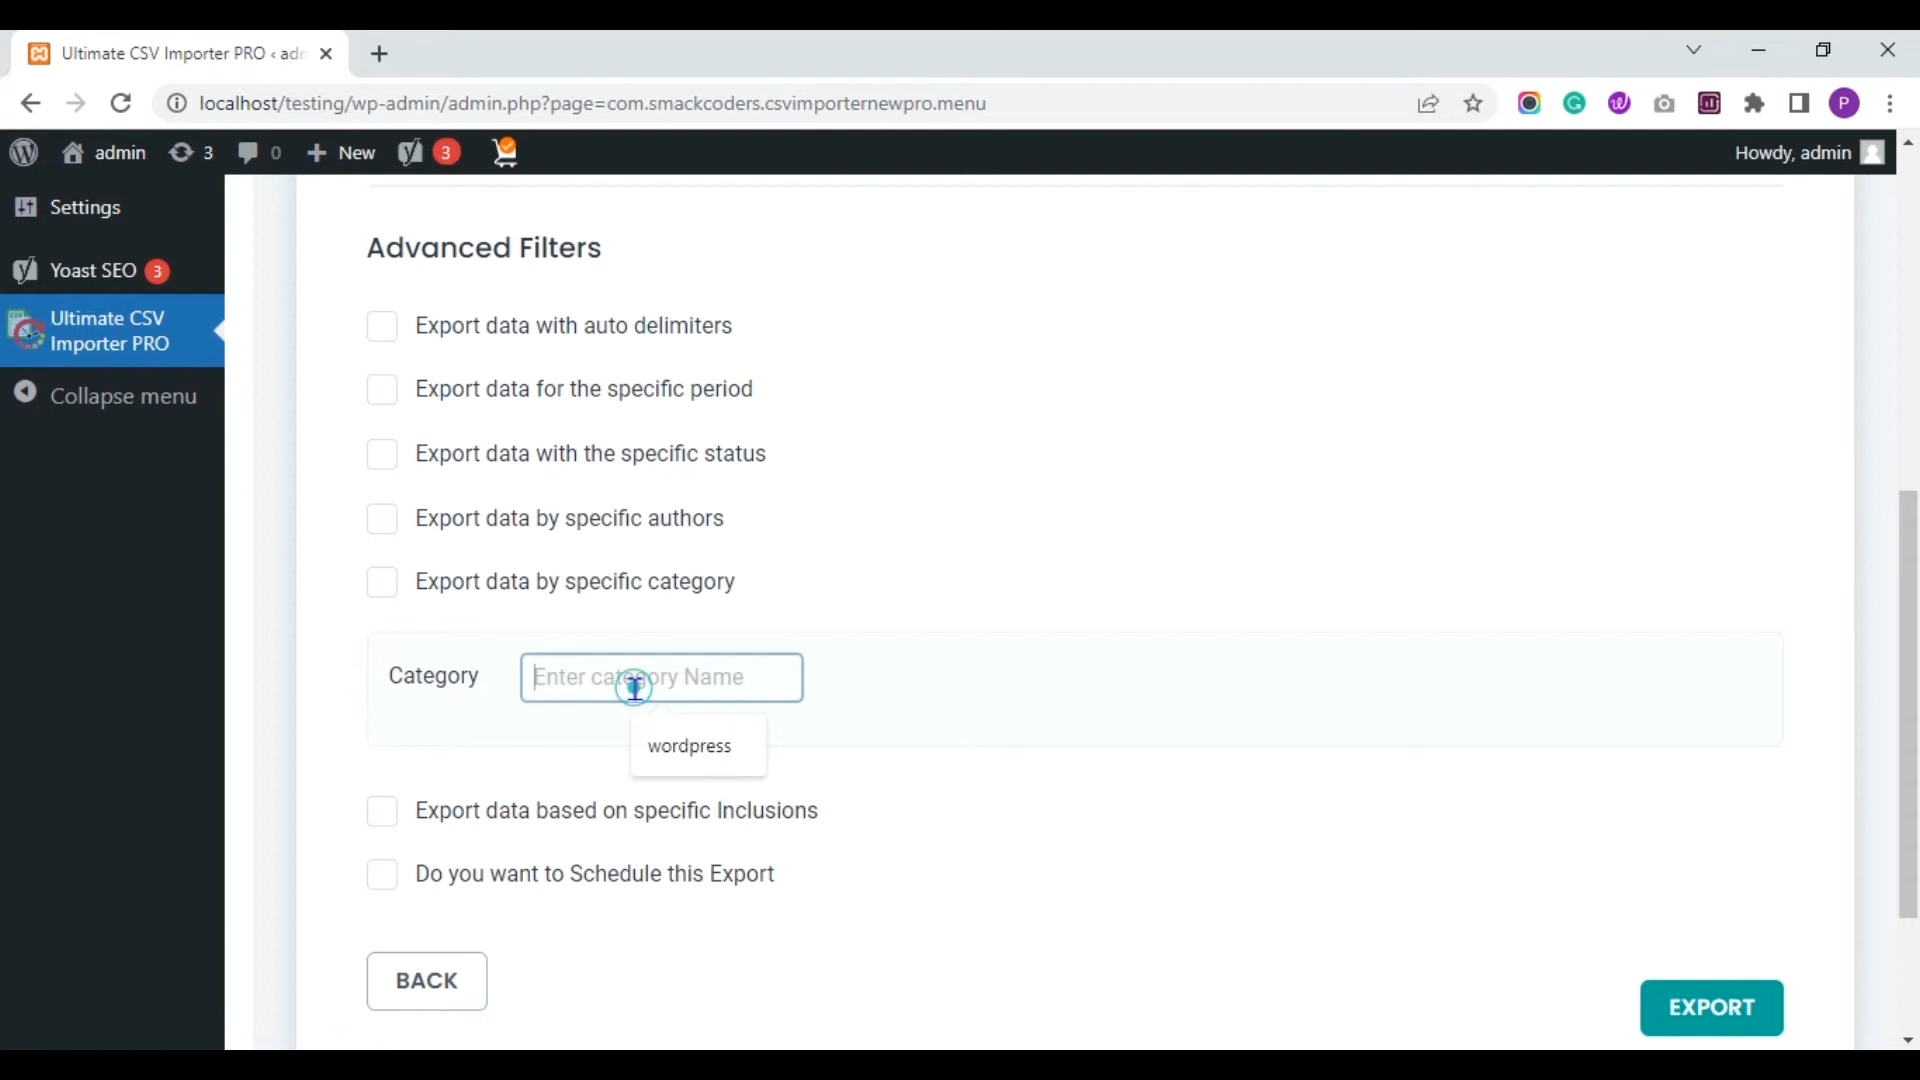 Ultimate CSV Importer PRO ‹ adn
localhost/testing/wp-admin/admin.php?page=com.smackcoders.csvimporternewpro.menu
P
admin
3
0
New
3
Howdy, admin
Settings
Yoast SEO 3
Ultimate CSV
Importer PRO
Collapse menu
Advanced Filters
Export data with auto delimiters
Export data for the specific period
Export data with the specific status
Export data by specific authors
Export data by specific category
Category
Enter category Name
wordpress
Export data based on specific Inclusions
Do you want to Schedule this Export
BACK
EXPORT